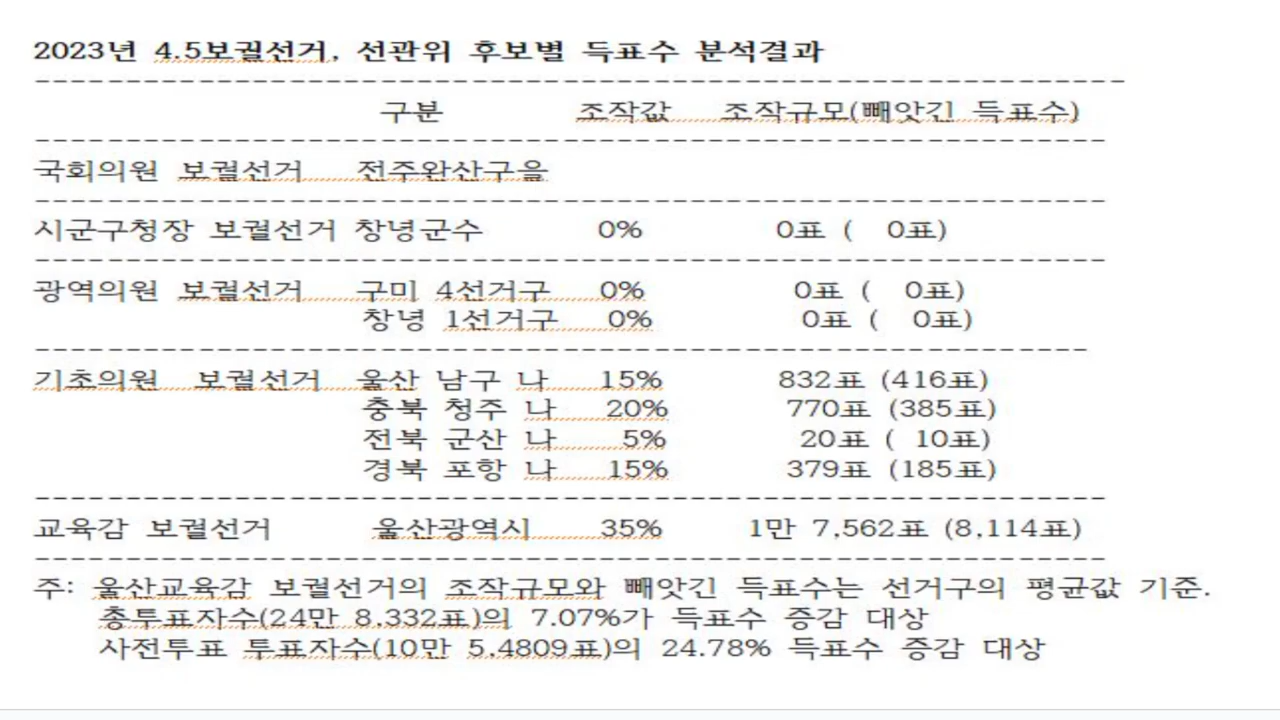 2023년 4.5보궐선거, 선관위 후보별 득표수 분석결과
구분 조작값 조작규모(빼앗긴 득표수)
국회의원 보궐선거 전주완산구을
시군구청장 보궐선거 창녕군수 0% 0표 ( 0표)
광역의원 보궐선거 구미 4선거구 0% 0표 ( 0표)
창녕 1선거구 0% 0표 ( 0표)
기초의원 보궐선거 울산 남구 나 15% 832표 (416표)
충북 청주 나 20% 770표 (385표)
전북 군산 나 5% 20표 ( 10표)
경북 포항 나 15% 379표 (185표)
교육감 보궐선거 울산광역시 35% 1만 7,562표 (8,114표)
주: 울산교육감 보궐선거의 조작규모와 빼앗긴 득표수는 선거구의 평균값 기준.
총투표자수(24만 8.332표)의 7.07%가 득표수 증감 대상
사전투표 투표자수(10만 5.4809표)의 24.78% 득표수 증감 대상